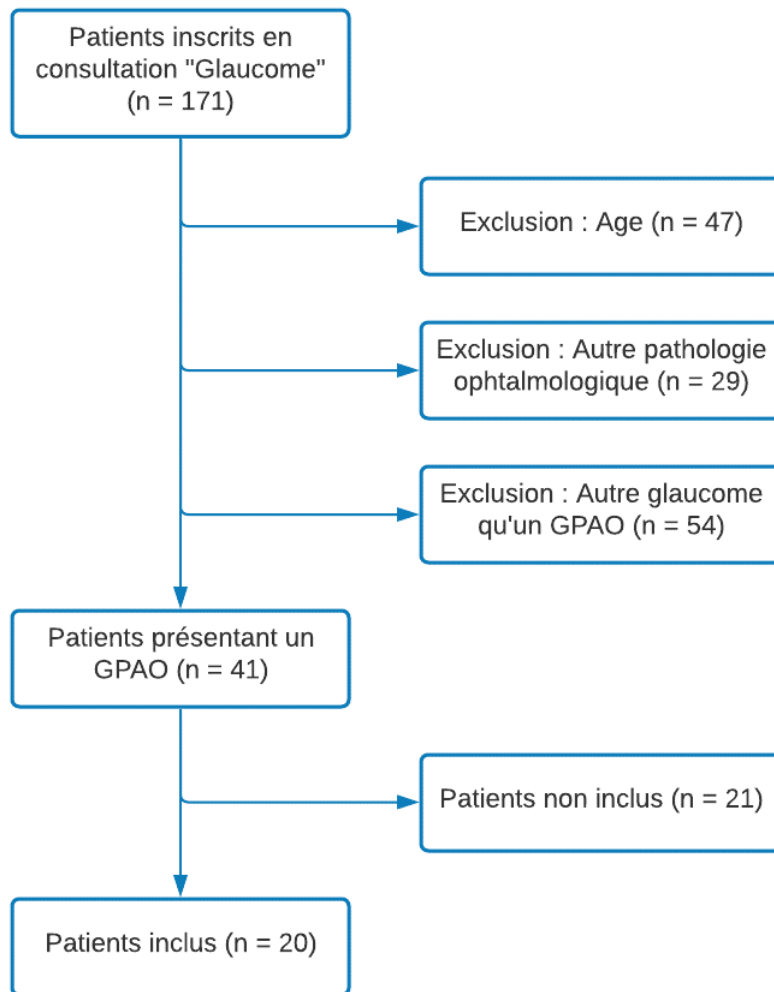 Patients inscrits en
consultation "Glaucome"
(n = 171)
Exclusion : Age (n = 47)
Exclusion : Autre pathologie
ophtalmologique (n = 29)
Exclusion : Autre glaucome
qu'un GPAO (n = 54)
Patients présentant un
GPAO (n = 41)
Patients non inclus (n = 21)
Patients inclus (n = 20)